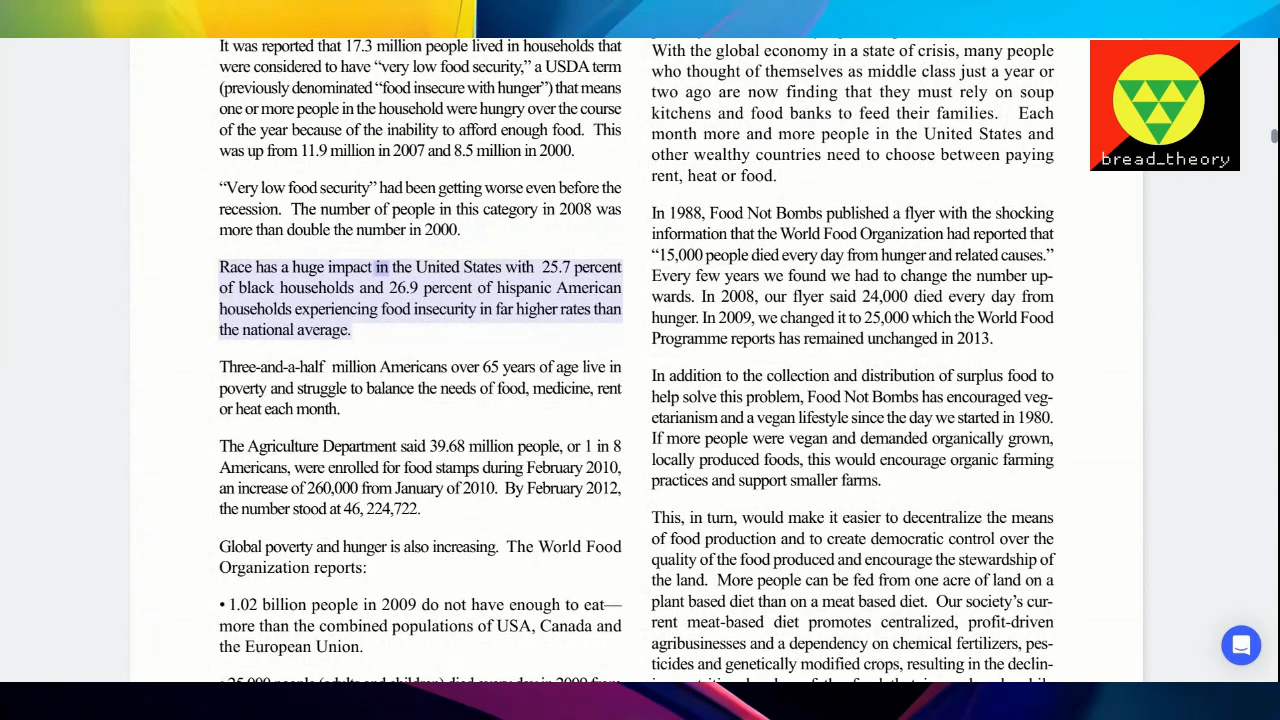 It was reported that 17.3 million people lived in households that
were considered to have “very low food security,” a USDA term
(previously denominated “food insecure with hunger”) that means
one or more people in the household were hungry over the course
of the year because of the inability to afford enough food. This
was up from 11.9 million in 2007 and 8.5 million in 2000.
“Very low food security” had been getting worse even before the
recession. The number of people in this category in 2008 was
more than double the number in 2000.
Race has a huge impact in the United States with 25.7 percent
of black households and 26.9 percent of hispanic American
households experiencing food insecurity in far higher rates than
the national average.
Three-and-a-half million Americans over 65 years of age live in
poverty and struggle to balance the needs of food, medicine, rent
or heat each month.
The Agriculture Department said 39.68 million people, or 1 in 8
Americans, were enrolled for food stamps during February 2010,
an increase of 260,000 from January of 2010. By February 2012,
the number stood at 46, 224,722.
Global poverty and hunger is also increasing. The World Food
Organization reports:
• 1.02 billion people in 2009 do not have enough to eat—
more than the combined populations of USA, Canada and
the European Union.
With the global economy in a state of crisis, many people
who thought of themselves as middle class just a year or
two ago are now finding that they must rely on soup
kitchens and food banks to feed their families. Each
month more and more people in the United States and
other wealthy countries need to choose between paying
rent, heat or food.
In 1988, Food Not Bombs published a flyer with the shocking
information that the World Food Organization had reported that
“15,000 people died every day from hunger and related causes.”
Every few years we found we had to change the number up-
wards. In 2008, our flyer said 24,000 died every day from
hunger. In 2009, we changed it to 25,000 which the World Food
Programme reports has remained unchanged in 2013.
In addition to the collection and distribution of surplus food to
help solve this problem, Food Not Bombs has encouraged veg-
etarianism and a vegan lifestyle since the day we started in 1980.
If more people were vegan and demanded organically grown,
locally produced foods, this would encourage organic farming
practices and support smaller farms.
This, in turn, would make it easier to decentralize the means
of food production and to create democratic control over the
quality of the food produced and encourage the stewardship of
the land. More people can be fed from one acre of land on a
plant based diet than on a meat based diet. Our society’s cur-
rent meat-based diet promotes centralized, profit-driven
agribusinesses and a dependency on chemical fertilizers, pes-
ticides and genetically modified crops, resulting in the declin-
bread_theory